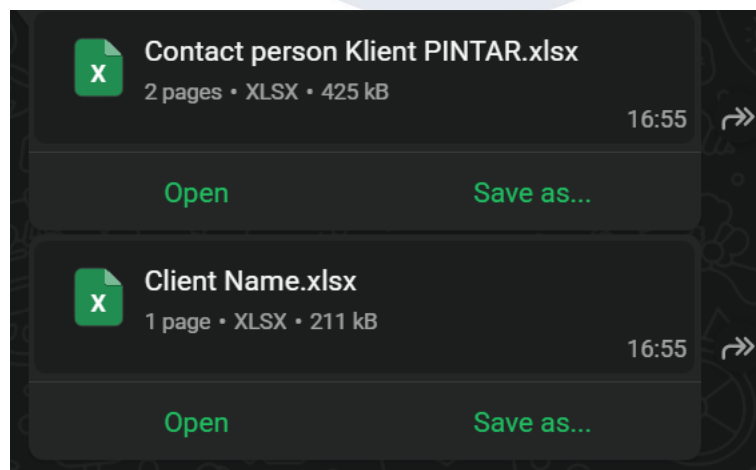 X
Contact person Klient PINTAR.xlsx
2 pages • XLSX • 425 kB
16:55
Open Save as...
X
Client Name.xlsx
1 page • XLSX • 211 kB
16:55
Open Save as...